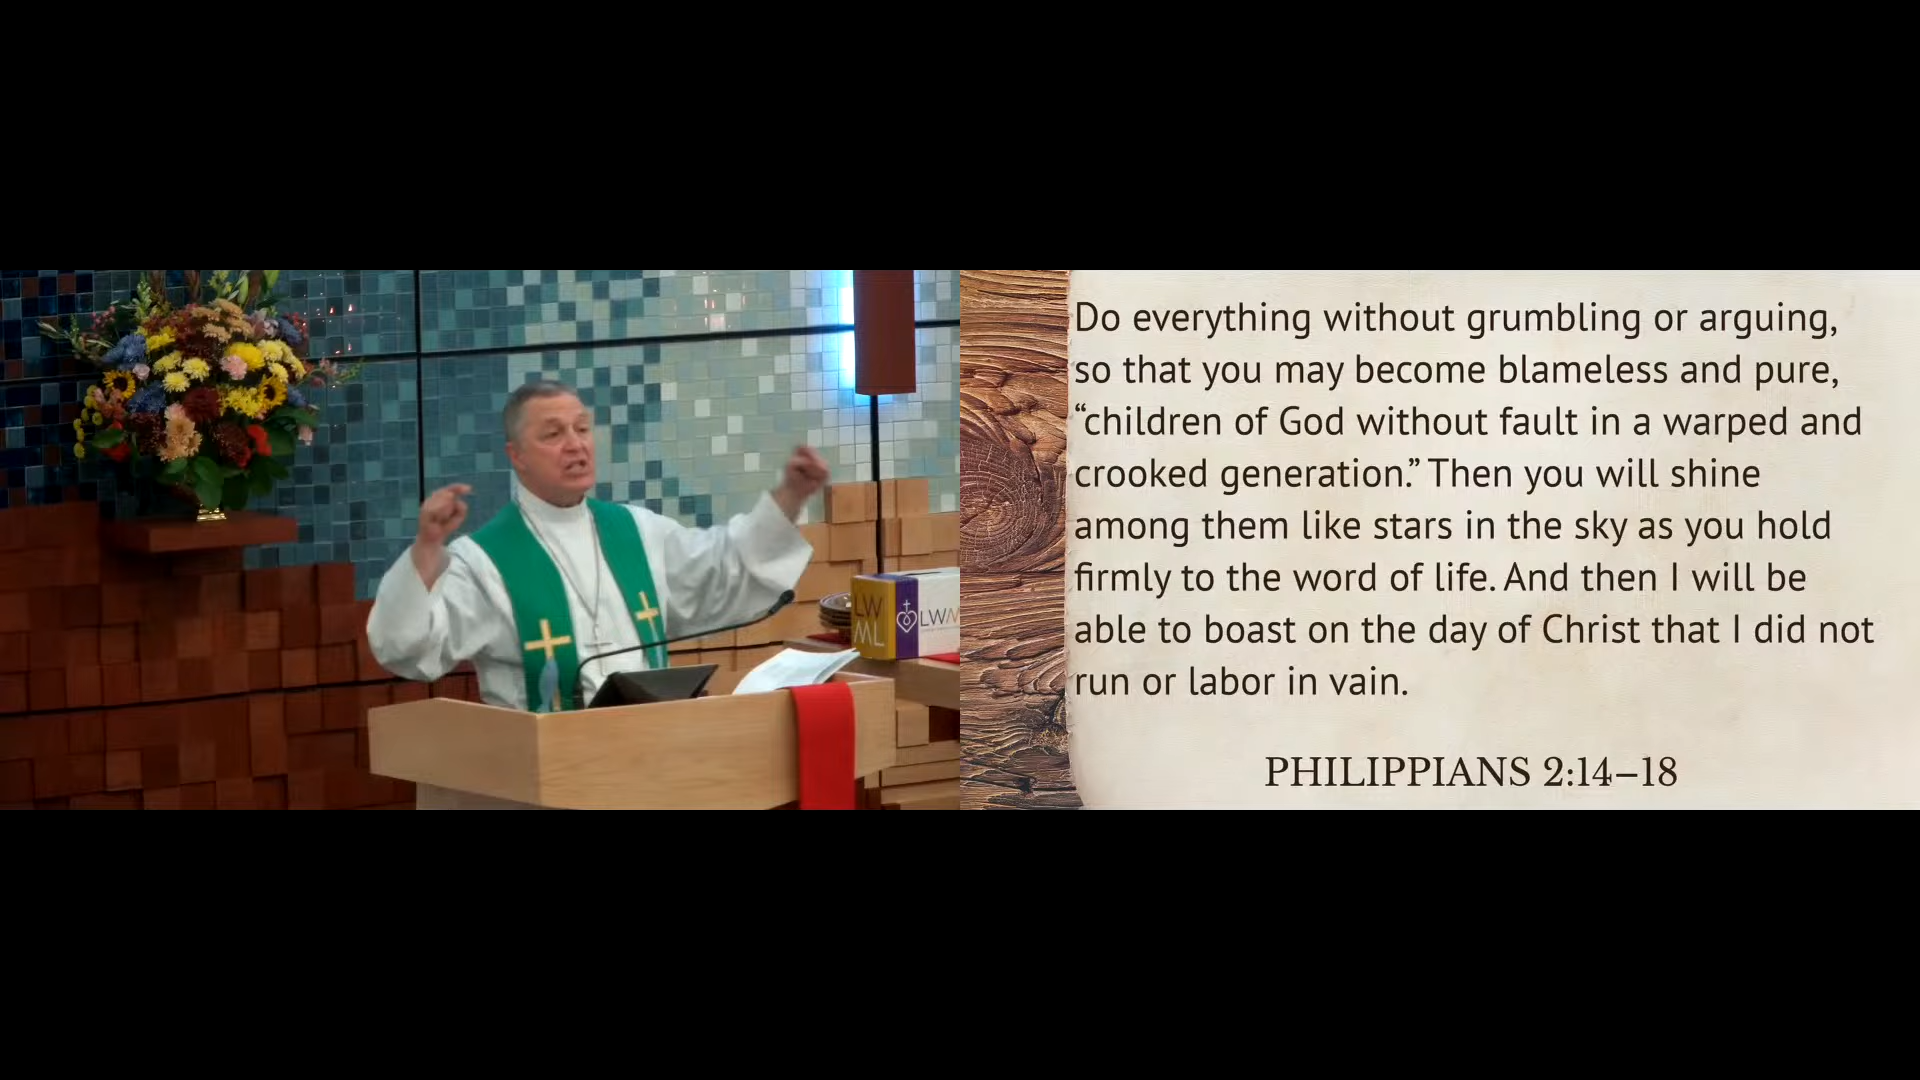 LW
ML
LWM
Do everything without grumbling or arguing,
so that you may become blameless and pure,
“children of God without fault in a warped and
crooked generation.” Then you will shine
among them like stars in the sky as you hold
firmly to the word of life. And then I will be
able to boast on the day of Christ that I did not
run or labor in vain.
PHILIPPIANS 2:14–18